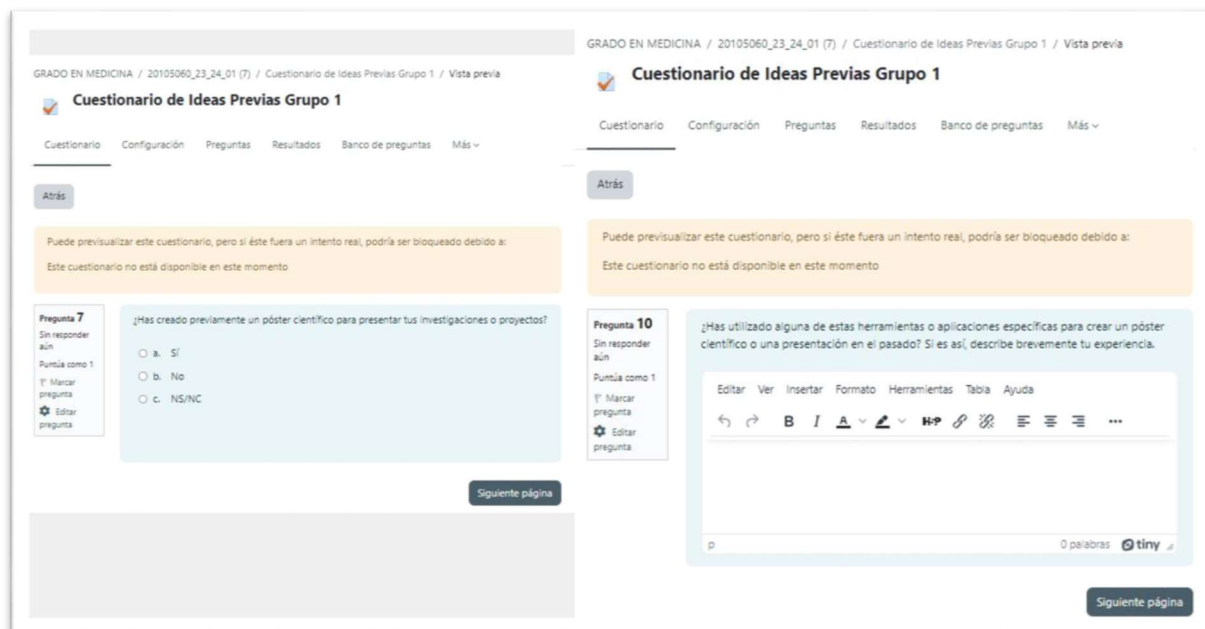 GRADO EN MEDICINA / 20105060_23_24_01 (7) / Cuestionario de Ideas Previas Grupo 1 / Vista previa
Cuestionario de Ideas Previas Grupo 1
Cuestionario Configuración Preguntas Resultados Banco de preguntas Más
Atrás
Puede previsualizar este cuestionario, pero si éste fuera un intento real, podría ser bloqueado debido a:
Este cuestionario no está disponible en este momento
Pregunta 7
Sin responder
aún
Puntúa como 1
Marcar
pregunta
Editar
pregunta
¿Has creado previamente un póster científico para presentar tus investigaciones o proyectos?
a. Sí
b. No
c. NS/NC
Siguiente página
GRADO EN MEDICINA / 20105060_23_24_01 (7) / Cuestionario de Ideas Previas Grupo 1 / Vista previa
Cuestionario de Ideas Previas Grupo 1
Cuestionario Configuración Preguntas Resultados Banco de preguntas Más
Atrás
Puede previsualizar este cuestionario, pero si éste fuera un intento real, podría ser bloqueado debido a:
Este cuestionario no está disponible en este momento
Pregunta 10
Sin responder
aún
Puntúa como 1
Marcar
pregunta
Editar
pregunta
¿Has utilizado alguna de estas herramientas o aplicaciones específicas para crear un póster
científico o una presentación en el pasado? Si es así, describe brevemente tu experiencia.
Editar Ver Insertar Formato Herramientas Tabla Ayuda
B I A H-P
p 0 palabras tiny
Siguiente página